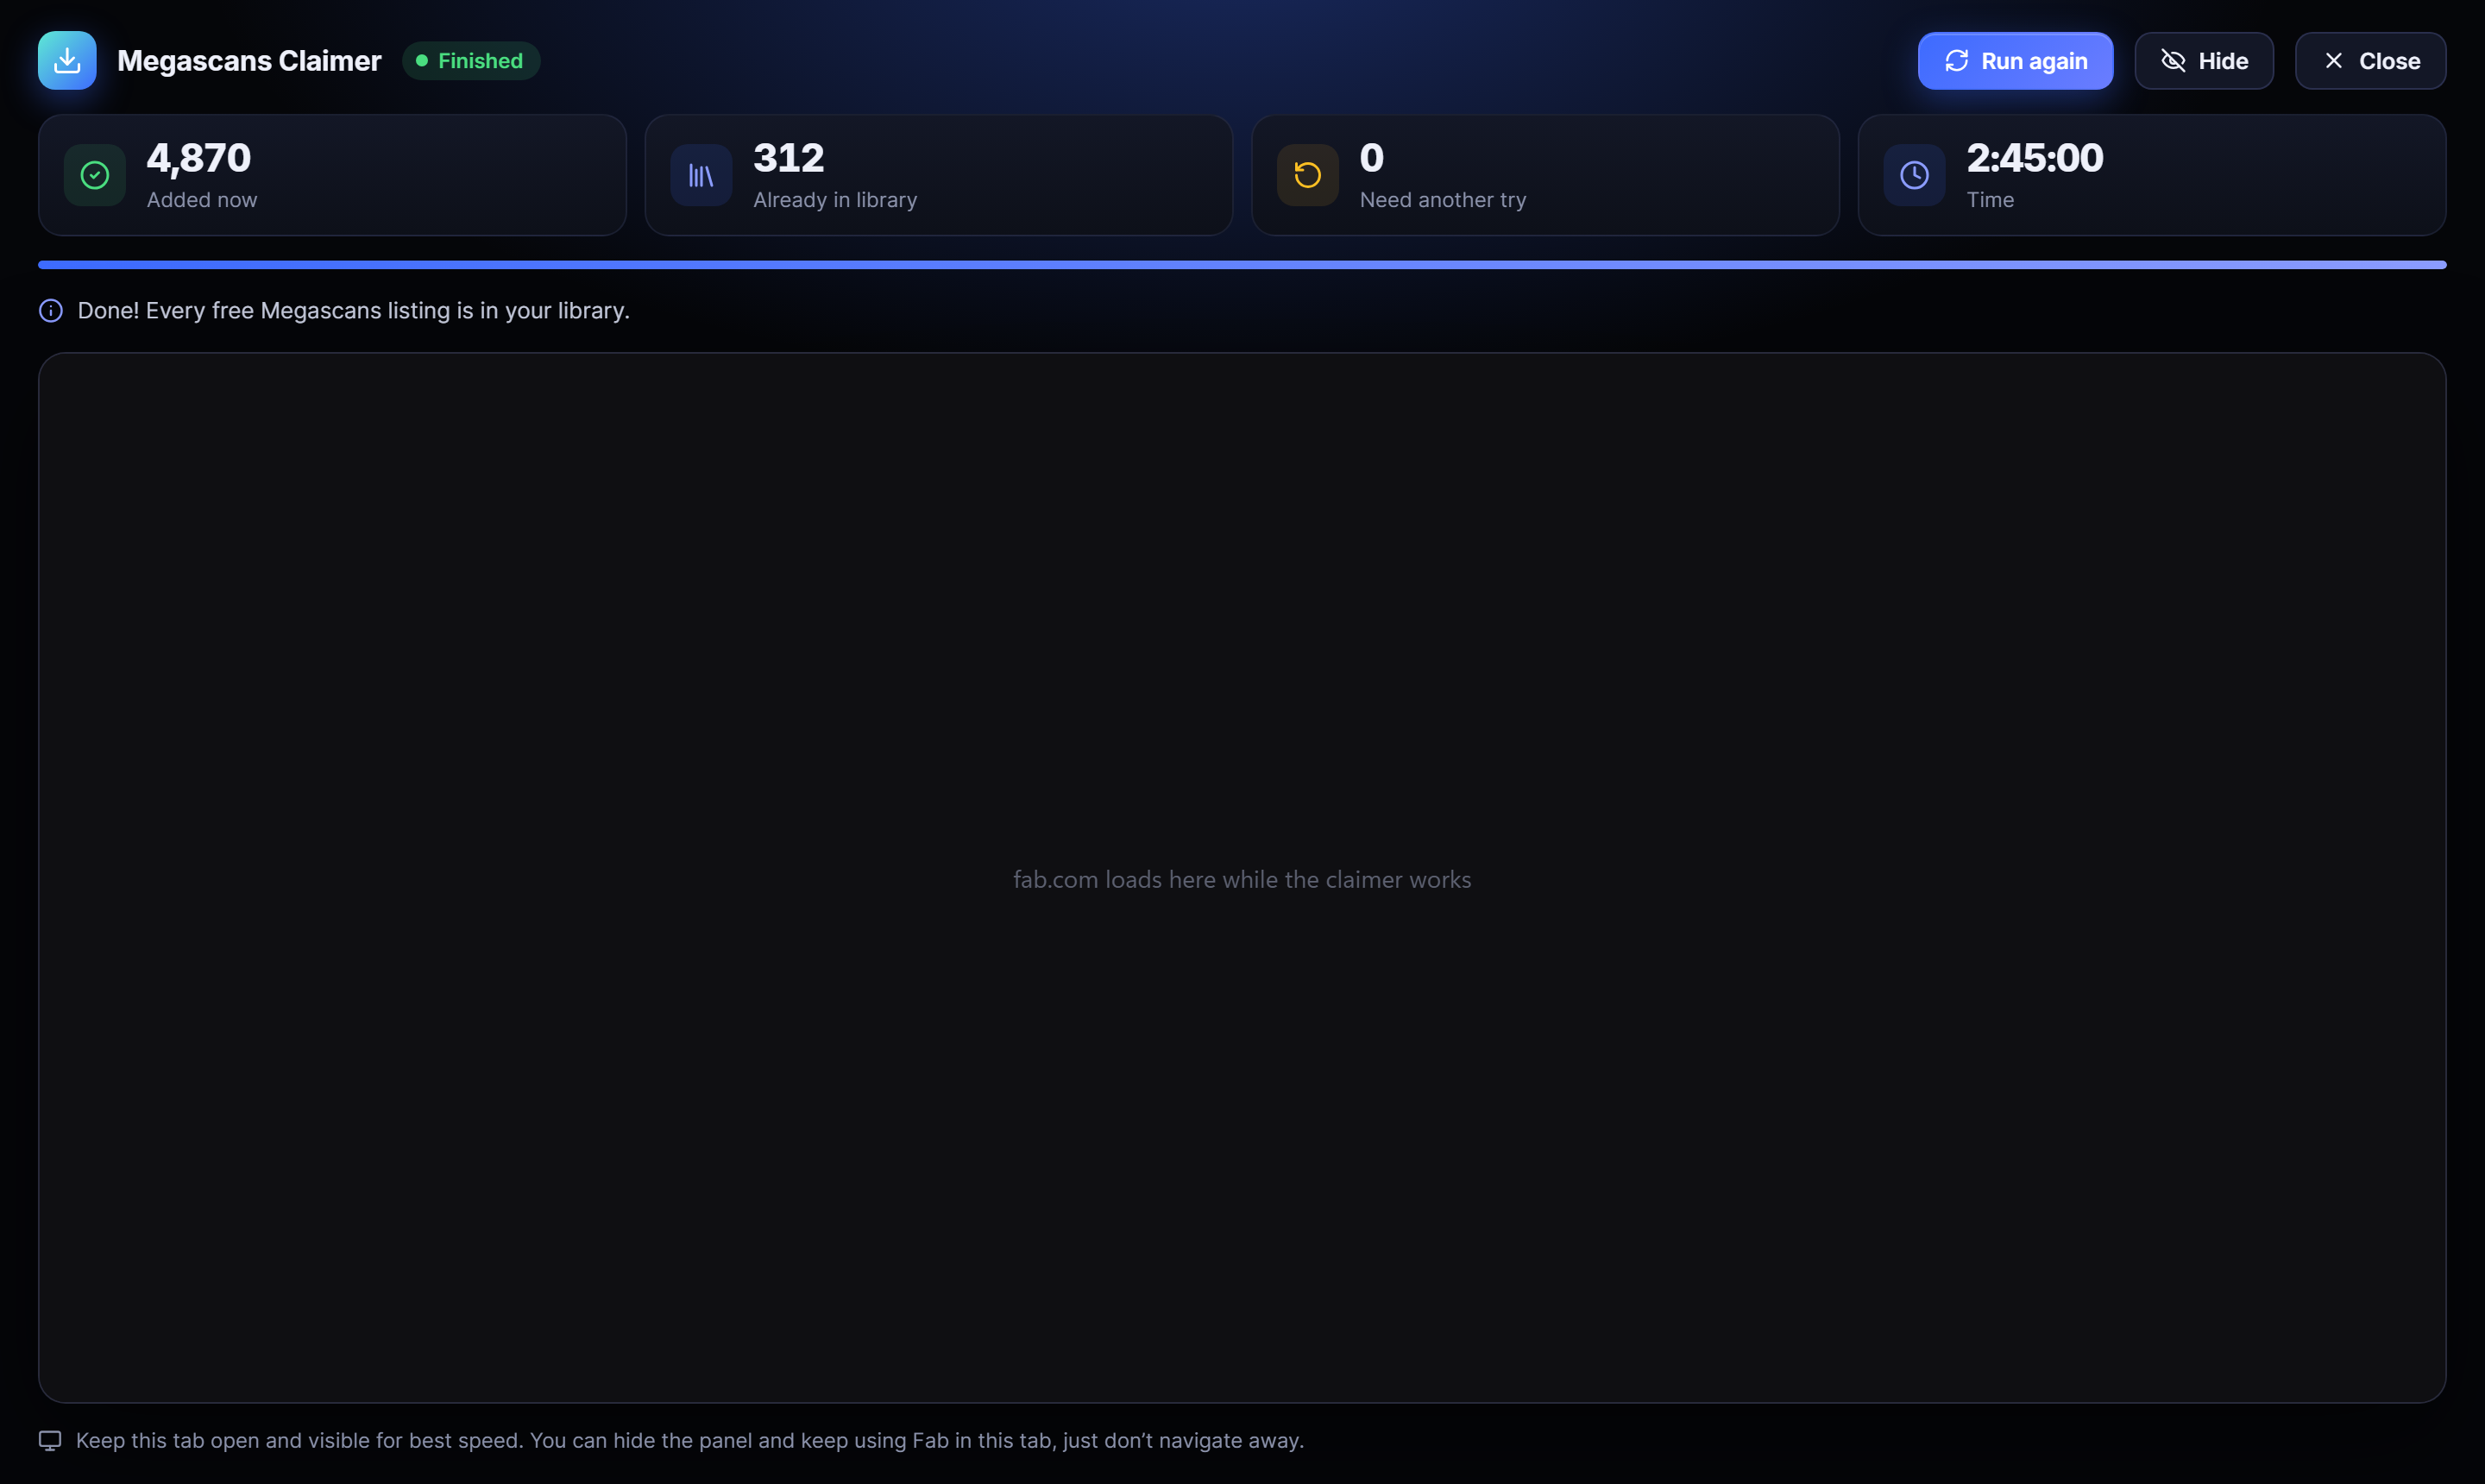 Megascans Claimer
Finished
Run again
Hide
Close
4,870
Added now
312
Already in library
0
Need another try
2:45:00
Time
Done! Every free Megascans listing is in your library.
fab.com loads here while the claimer works
Keep this tab open and visible for best speed. You can hide the panel and keep using Fab in this tab, just don’t navigate away.